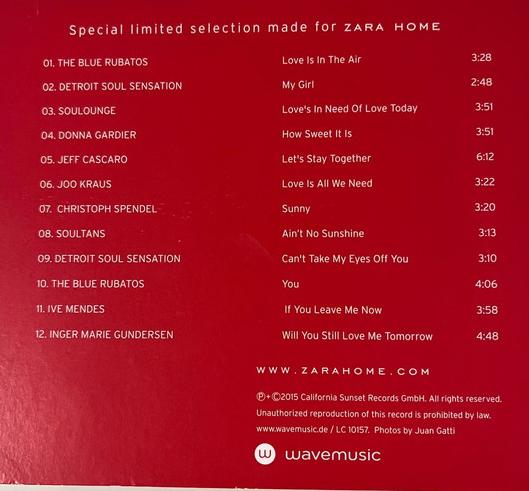 Special limited selection made for ZARA HOME
01. THE BLUE RUBATOS Love Is In The Air 3:28
02. DETROIT SOUL SENSATION My Girl 2:48
03. SOULOUNGE Love's In Need Of Love Today 3:51
04. DONNA GARDIER How Sweet It Is 3:51
05. JEFF CASCARO Let's Stay Together 6:12
06. JOO KRAUS Love Is All We Need 3:22
07. CHRISTOPH SPENDEL Sunny 3:20
08. SOULTANS Ain't No Sunshine 3:13
09. DETROIT SOUL SENSATION Can't Take My Eyes Off You 3:10
10. THE BLUE RUBATOS You 4:06
11. IVE MENDES If You Leave Me Now 3:58
12. INGER MARIE GUNDERSEN Will You Still Love Me Tomorrow 4:48
WWW.ZARAHOME.COM
℗+©2015 California Sunset Records GmbH. All rights reserved.
Unauthorized reproduction of this record is prohibited by law.
www.wavemusic.de / LC 10157. Photos by Juan Gatti
w wavemusic